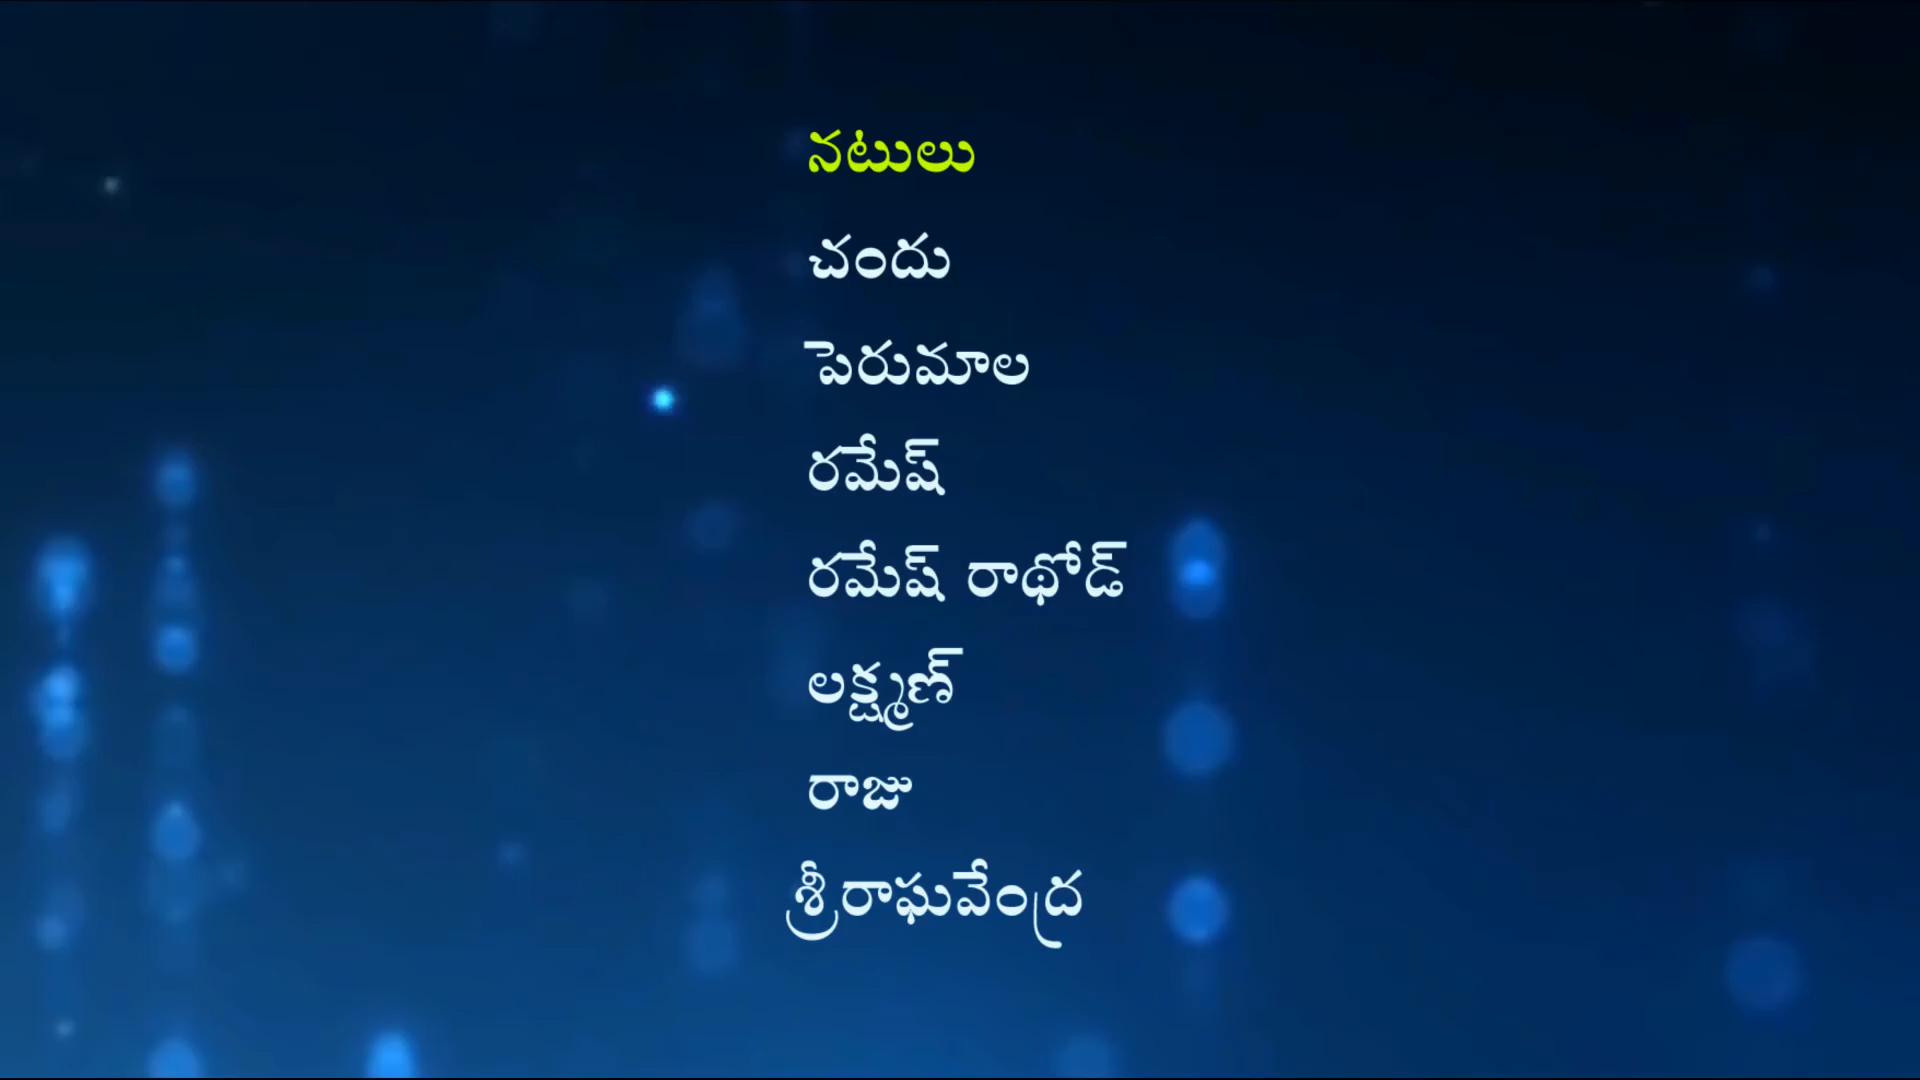 నటులు
చందు
పెరుమాల
రమేష్
రమేష్ రాథోడ్
లక్ష్మణ్
రాజు
శ్రీరాఘవేంద్ర